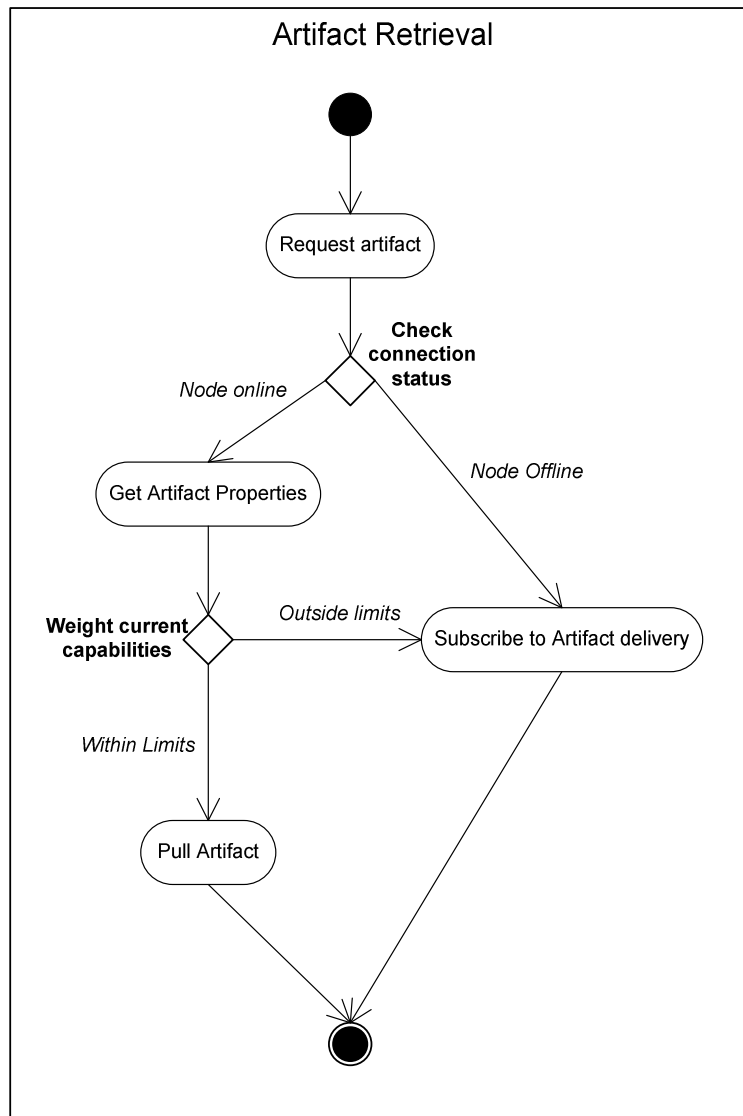 Artifact Retrieval
Request artifact
Check
connection
status
Node online
Node Offline
Get Artifact Properties
Weight current
capabilities
Outside limits
Subscribe to Artifact delivery
Within Limits
Pull Artifact